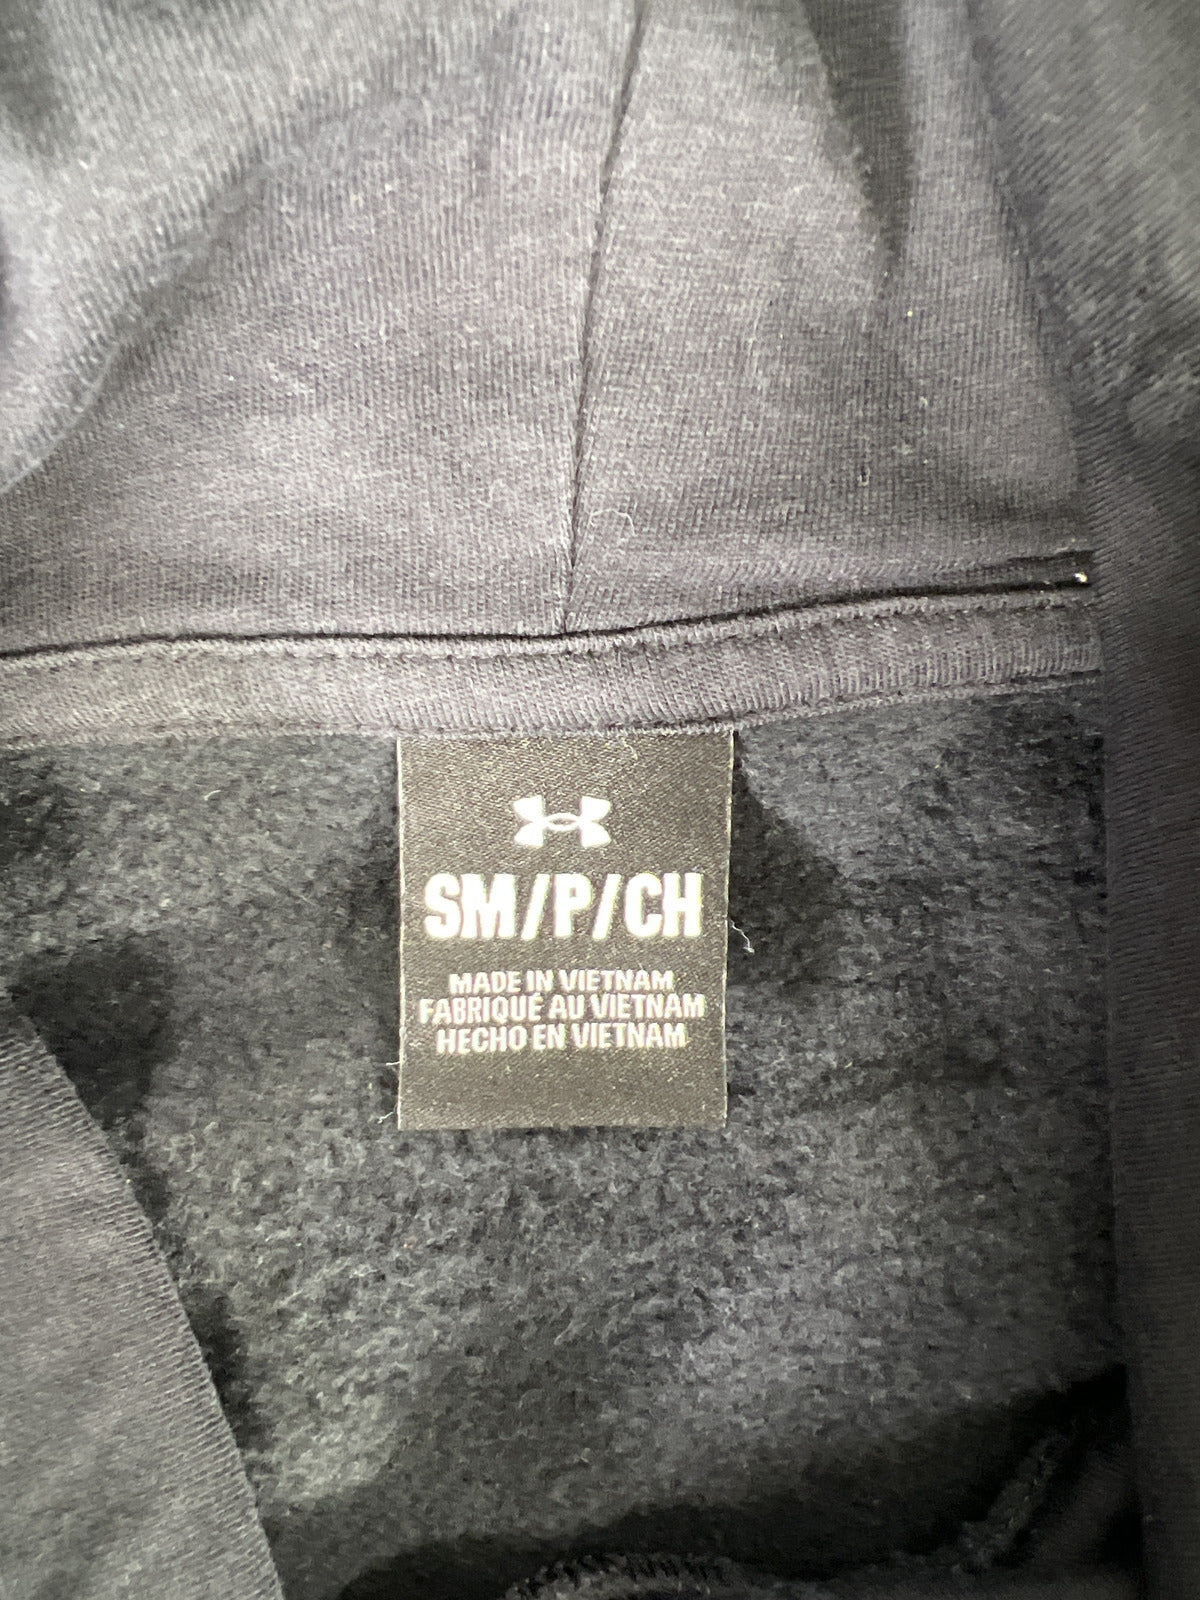 SM/P/CH
MADE IN VIETNAM
FABRIQUÉ AU VIETNAM
HECHO EN VIETNAM